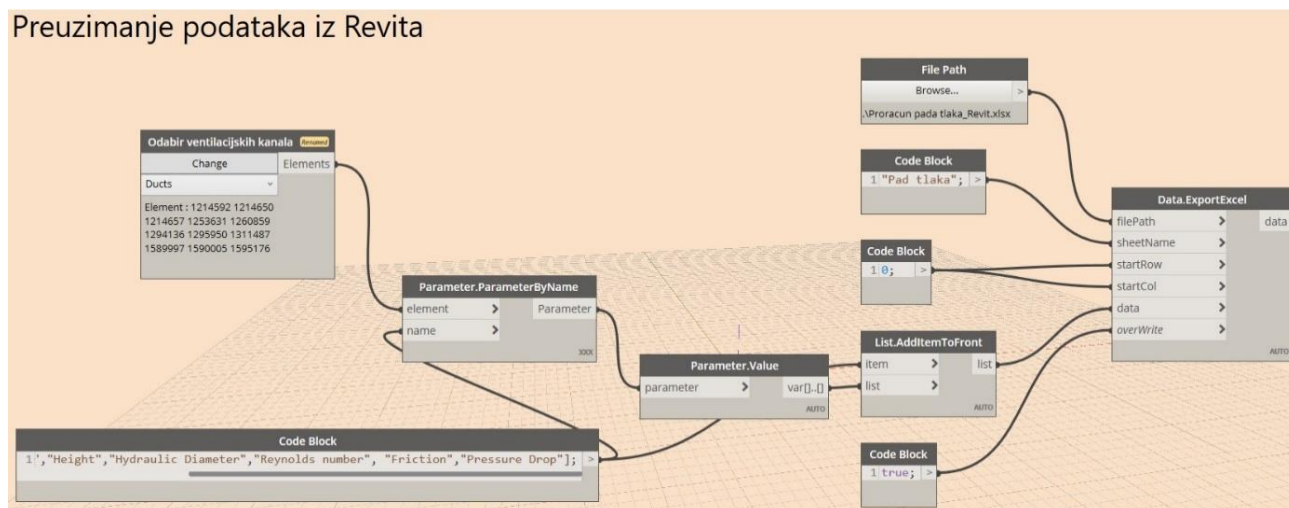 Preuzimanje podataka iz Revita
File Path
Browse... >
.\Proracun pada tlaka_Revit.xlsx
Odabir ventilacijskih kanala Renamed
Change
Elements
Ducts
Element : 1214592 1214650
1214657 1253631 1260859
1294136 1295950 1311487
1589997 1590005 1595176
Code Block
1 "Pad tlaka"; >
Code Block
1 0; >
Data.ExportExcel
filePath > data
sheetName >
startRow >
startCol >
data >
overWrite >
AUTO
Parameter.ParameterByName
element > Parameter
name >
XXX
Parameter.Value
parameter > var[]..[]
AUTO
List.AddItemToFront
item > list
list >
AUTO
Code Block
1 ","Height","Hydraulic Diameter","Reynolds number", "Friction","Pressure Drop"]; >
Code Block
1 true; >